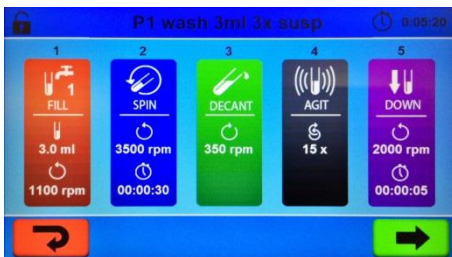 P1 wash 3ml 3x susp
0:05:20
1
1
FILL
3.0 ml
1100 rpm
2
SPIN
3500 rpm
00:00:30
3
DECANT
350 rpm
4
AGIT
15 x
5
DOWN
2000 rpm
00:00:05